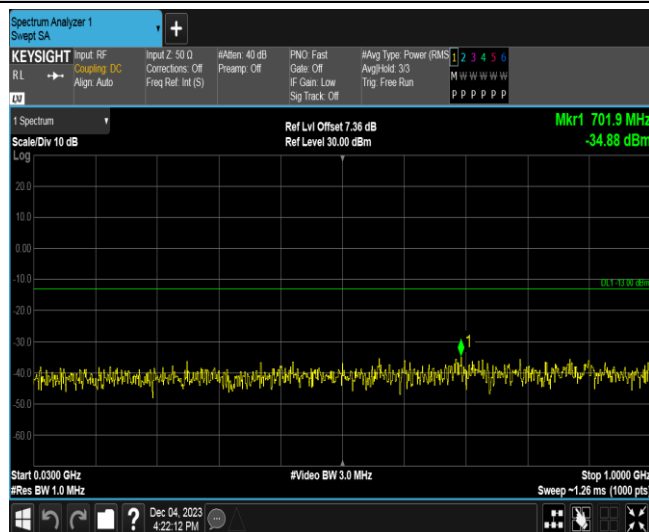 Spectrum Analyzer 1
Swept SA
+
KEYSIGHT
RL
LXI
Input: RF
Coupling: DC
Align: Auto
Input Z: 50 Ω
Corrections: Off
Freq Ref: Int (S)
#Atten: 40 dB
Preamp: Off
PNO: Fast
Gate: Off
IF Gain: Low
Sig Track: Off
#Avg Type: Power (RMS
Avg|Hold: 3/3
Trig: Free Run
1 2 3 4 5 6
M W W W W W
P P P P P P
1 Spectrum
Scale/Div 10 dB
Log
Ref Lvl Offset 7.36 dB
Ref Level 30.00 dBm
Mkr1 701.9 MHz
-34.88 dBm
20.0
10.0
0.00
-10.0
DL1 -13.00 dBm
-20.0
-30.0
1
-40.0
-50.0
-60.0
Start 0.0300 GHz
#Res BW 1.0 MHz
#Video BW 3.0 MHz
Stop 1.0000 GHz
Sweep ~1.26 ms (1000 pts)
?
Dec 04, 2023
4:22:12 PM